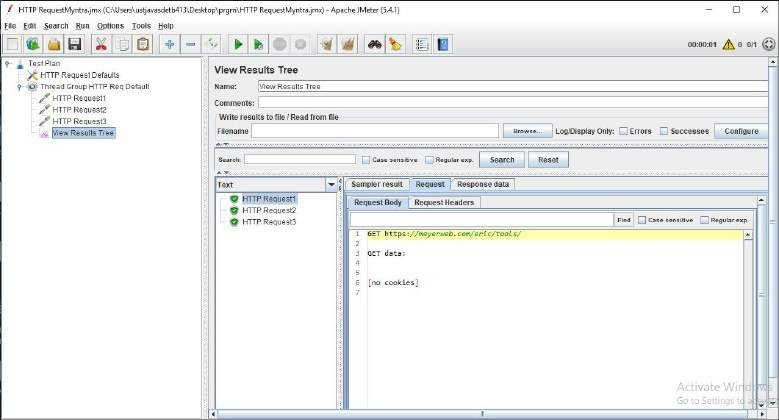 HTTP RequestMyntra.jmx (C:\Users\ustjavasdetb413\Desktop\prgrn\HTTP RequestMyntra.jmx) - Apache JMeter (5.4.1)
File Edit Search Run Options Tools Help
00:00:01 0 0/1
Test Plan
HTTP Request Defaults
Thread Group HTTP Req Default
HTTP Request1
HTTP Request2
HTTP Request3
View Results Tree
View Results Tree
Name: View Results Tree
Comments:
Write results to file / Read from file
Filename Browse... Log/Display Only: Errors Successes Configure
Search: Case sensitive Regular exp. Search Reset
Text
HTTP Request1
HTTP Request2
HTTP Request3
Sampler result Request Response data
Request Body Request Headers
Find Case sensitive Regular exp.
1 GET https://meyerweb.com/eric/tools/
2
3 GET data:
4
5
6 [no cookies]
7
Activate Windows
Go to Settings to